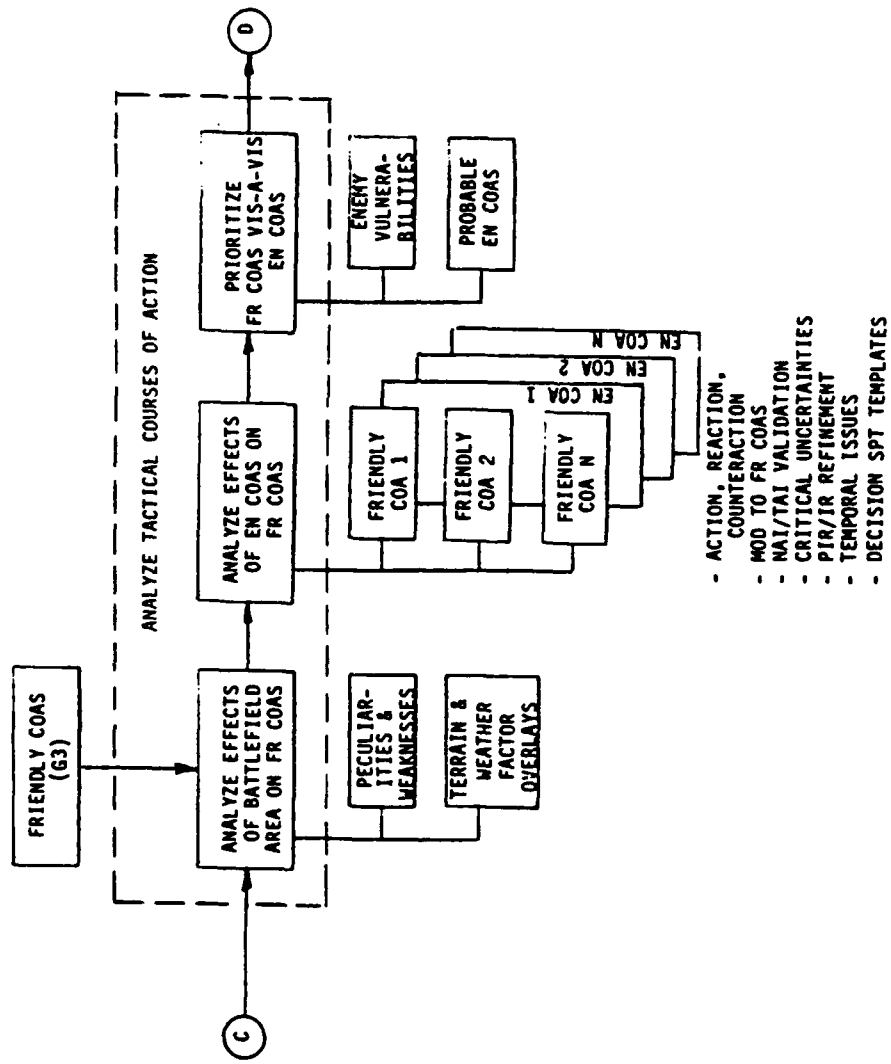 FRIENDLY COAS
(G3)
ANALYZE TACTICAL COURSES OF ACTION
C
ANALYZE EFFECTS
OF BATTLEFIELD
AREA ON FR COAS
ANALYZE EFFECTS
OF EN COAS ON
FR COAS
PRIORITIZE
FR COAS VIS-A-VIS
EN COAS
D
PECULIAR-
ITIES &
WEAKNESSES
TERRAIN &
WEATHER
FACTOR
OVERLAYS
FRIENDLY
COA 1
FRIENDLY
COA 2
FRIENDLY
COA N
EN COA 1
EN COA 2
EN COA N
ENEMY
VULNERA-
BILITIES
PROBABLE
EN COAS
- ACTION, REACTION,
COUNTERACTION
- MOD TO FR COAS
- NAI/TAI VALIDATION
- CRITICAL UNCERTAINTIES
- PIR/IR REFINEMENT
- TEMPORAL ISSUES
- DECISION SPT TEMPLATES